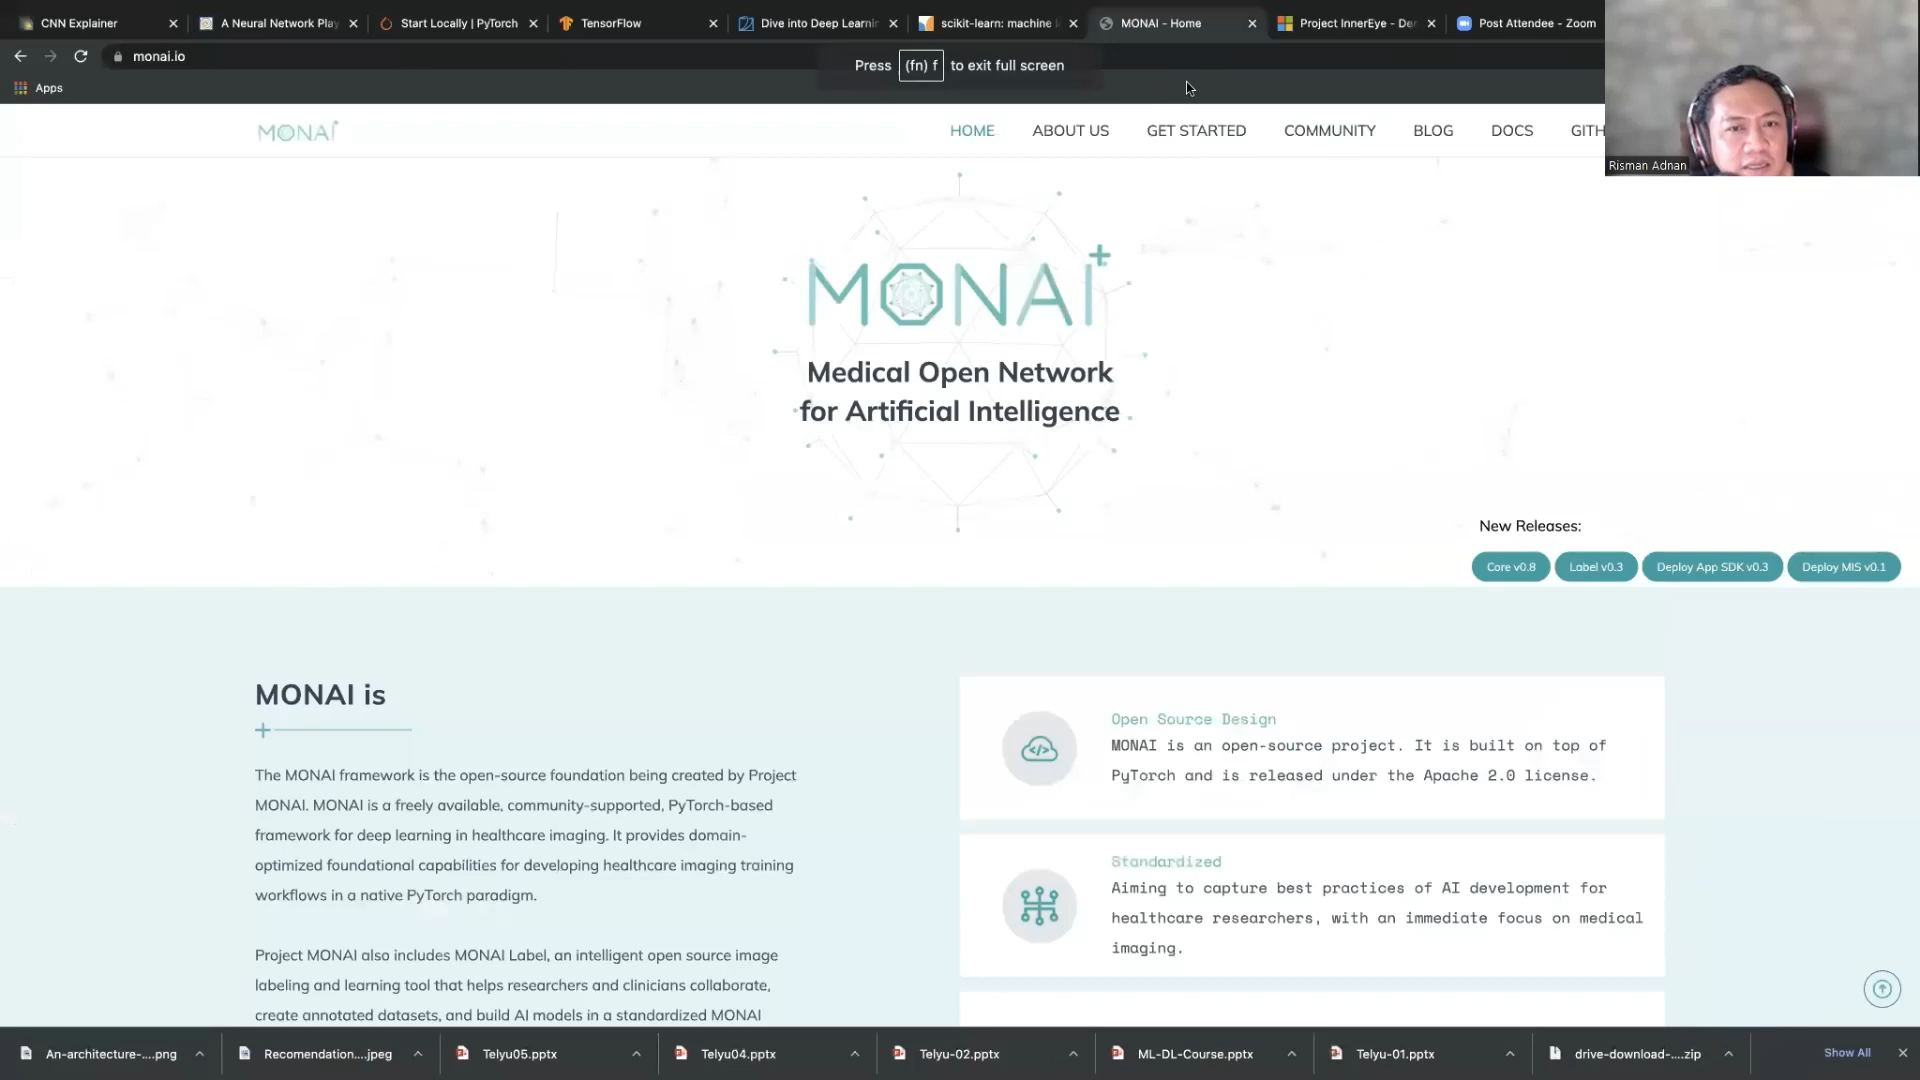 CNN Explainer
A Neural Network Play
Start Locally | PyTorch
TensorFlow
Dive into Deep Learnin
scikit-learn: machine l
MONAI - Home
Project InnerEye - De
Post Attendee - Zoom
monai.io
Press (fn) f to exit full screen
Apps
MONAI
HOME
ABOUT US
GET STARTED
COMMUNITY
BLOG
DOCS
GITH
Risman Adnan
MONAI
Medical Open Network
for Artificial Intelligence
New Releases:
Core v0.8
Label v0.3
Deploy App SDK v0.3
Deploy MIS v0.1
MONAI is
The MONAI framework is the open-source foundation being created by Project
MONAI. MONAI is a freely available, community-supported, PyTorch-based
framework for deep learning in healthcare imaging. It provides domain-
optimized foundational capabilities for developing healthcare imaging training
workflows in a native PyTorch paradigm.
Project MONAI also includes MONAI Label, an intelligent open source image
labeling and learning tool that helps researchers and clinicians collaborate,
create annotated datasets, and build AI models in a standardized MONAI
Open Source Design
MONAI is an open-source project. It is built on top of
PyTorch and is released under the Apache 2.0 license.
Standardized
Aiming to capture best practices of AI development for
healthcare researchers, with an immediate focus on medical
imaging.
An-architecture-....png
Recomendation....jpeg
Telyu05.pptx
Telyu04.pptx
Telyu-02.pptx
ML-DL-Course.pptx
Telyu-01.pptx
drive-download-....zip
Show All